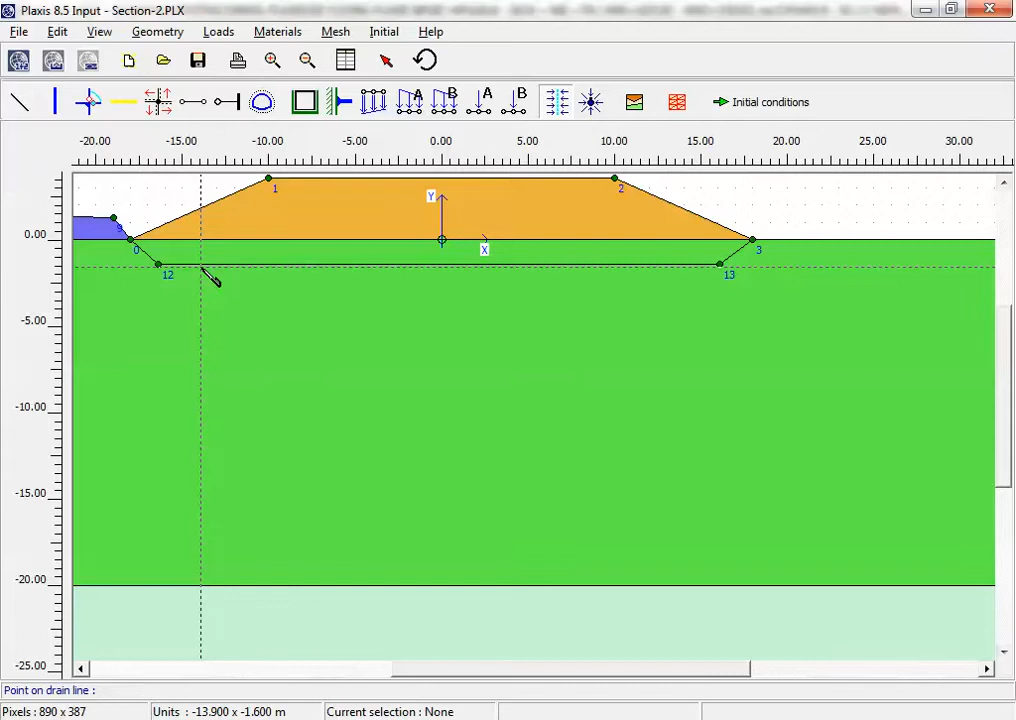 Plaxis 8.5 Input - Section-2.PLX
File Edit View Geometry Loads Materials Mesh Initial Help
A B A B Initial conditions
-20.00 -15.00 -10.00 -5.00 0.00 5.00 10.00 15.00 20.00 25.00 30.00
1 2
Y
9
0.00
0 X 3
12 13
-5.00
-10.00
-15.00
-20.00
-25.00
Point on drain line :
Pixels : 890 x 387 Units : -13.900 x -1.600 m Current selection : None